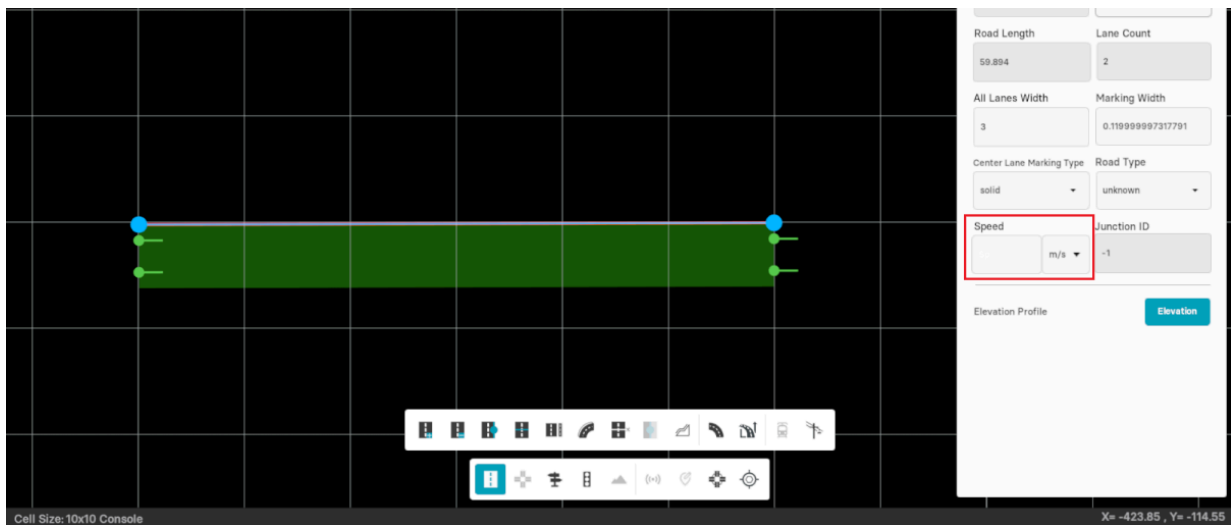 Road Length Lane Count
59.894 2
All Lanes Width Marking Width
3 0.119999997317791
Center Lane Marking Type Road Type
solid unknown
Speed Junction ID
m/s -1
Elevation Profile Elevation
Cell Size: 10x10 Console X= -423.85 , Y= -114.55